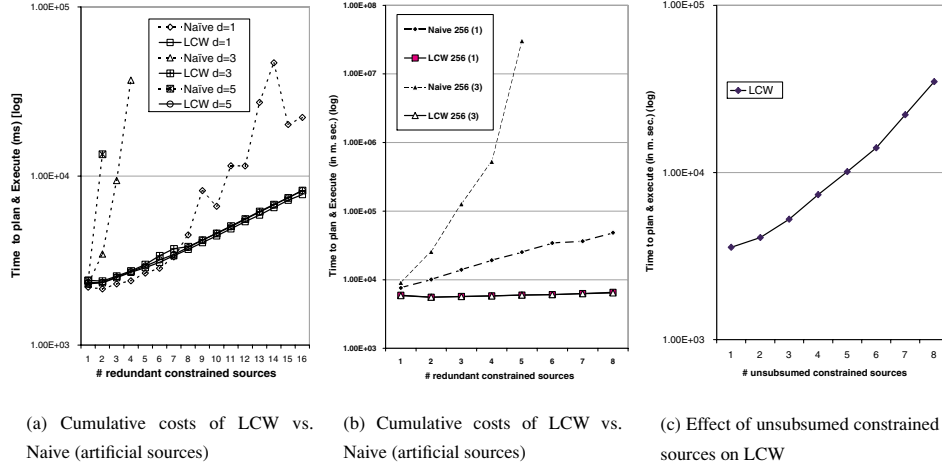 1.00E+05
1.00E+04
1.00E+03
Time to plan & Execute (ms) [log]
Naïve d=1
LCW d=1
Naïve d=3
LCW d=3
Naïve d=5
LCW d=5
1 2 3 4 5 6 7 8 9 10 11 12 13 14 15 16
# redundant constrained sources
(a) Cumulative costs of LCW vs.
Naive (artificial sources)
1.00E+08
1.00E+07
1.00E+06
1.00E+05
1.00E+04
1.00E+03
Time to plan & Execute (in m. sec.) (log)
Naive 256 (1)
LCW 256 (1)
Naive 256 (3)
LCW 256 (3)
1 2 3 4 5 6 7 8
# redundant constrained sources
(b) Cumulative costs of LCW vs.
Naive (artificial sources)
1.00E+05
1.00E+04
1.00E+03
Time to plan & execute (in m. sec.) (log)
LCW
1 2 3 4 5 6 7 8
# unsubsumed constrained sources
(c) Effect of unsubsumed constrained
sources on LCW